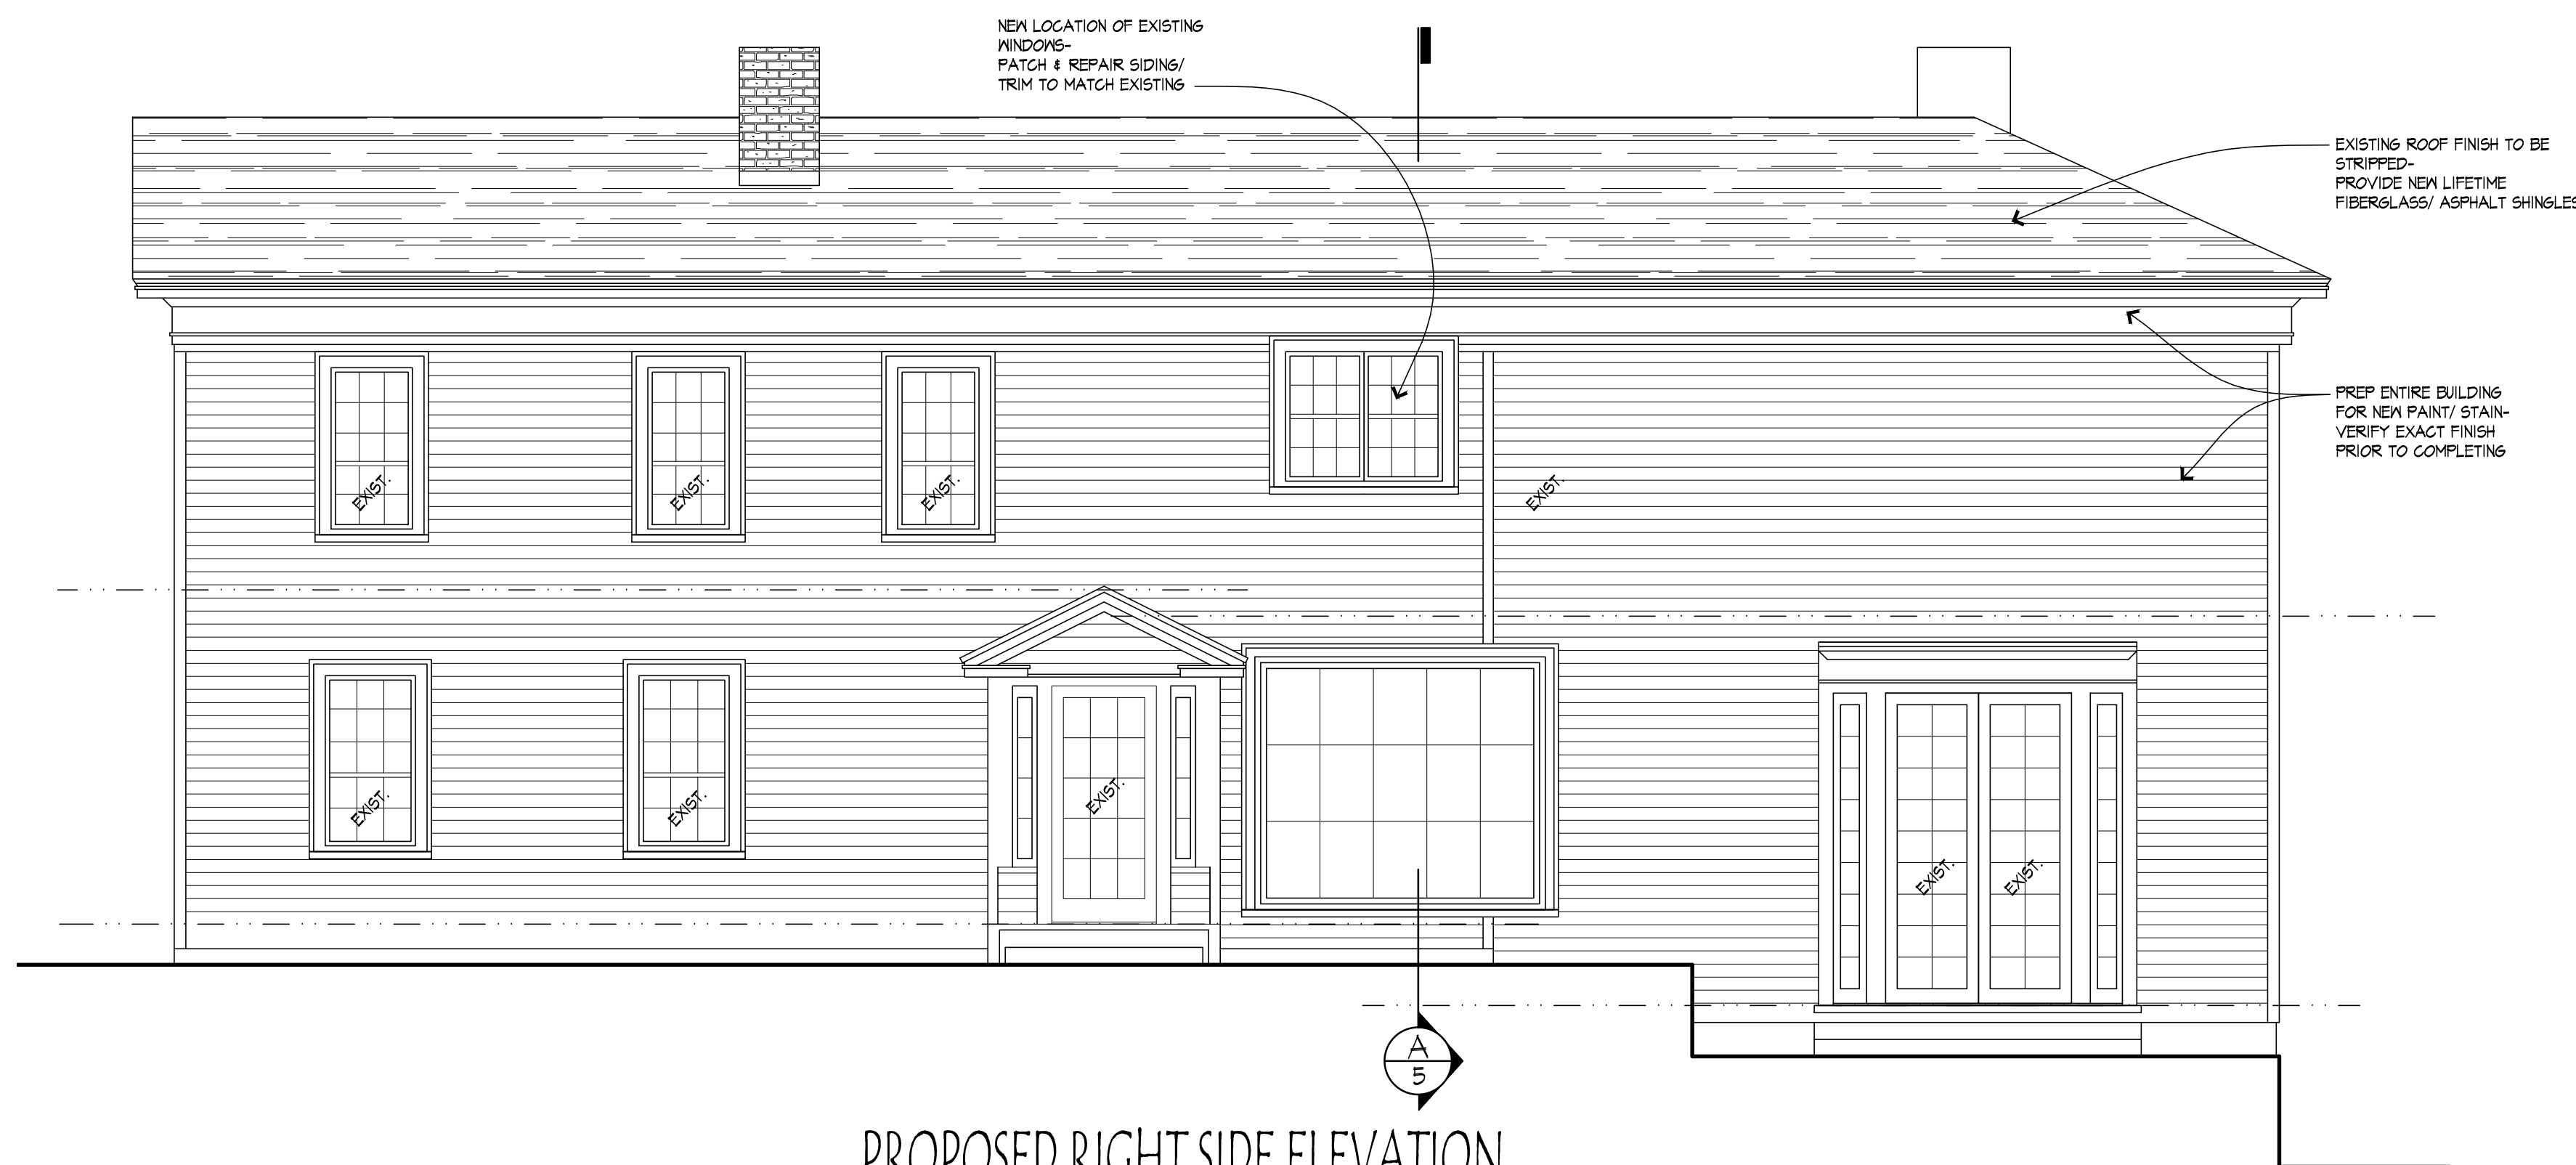 NEW LOCATION OF EXISTING
WINDOWS-
PATCH & REPAIR SIDING/
TRIM TO MATCH EXISTING
EXISTING ROOF FINISH TO BE
STRIPPED-
PROVIDE NEW LIFETIME
FIBERGLASS/ ASPHALT SHINGLES
PREP ENTIRE BUILDING
FOR NEW PAINT/ STAIN-
VERIFY EXACT FINISH
PRIOR TO COMPLETING
EXIST.
EXIST.
EXIST.
EXIST.
EXIST.
EXIST.
EXIST.
EXIST.
EXIST.
A
5
PROPOSED RIGHT SIDE ELEVATION